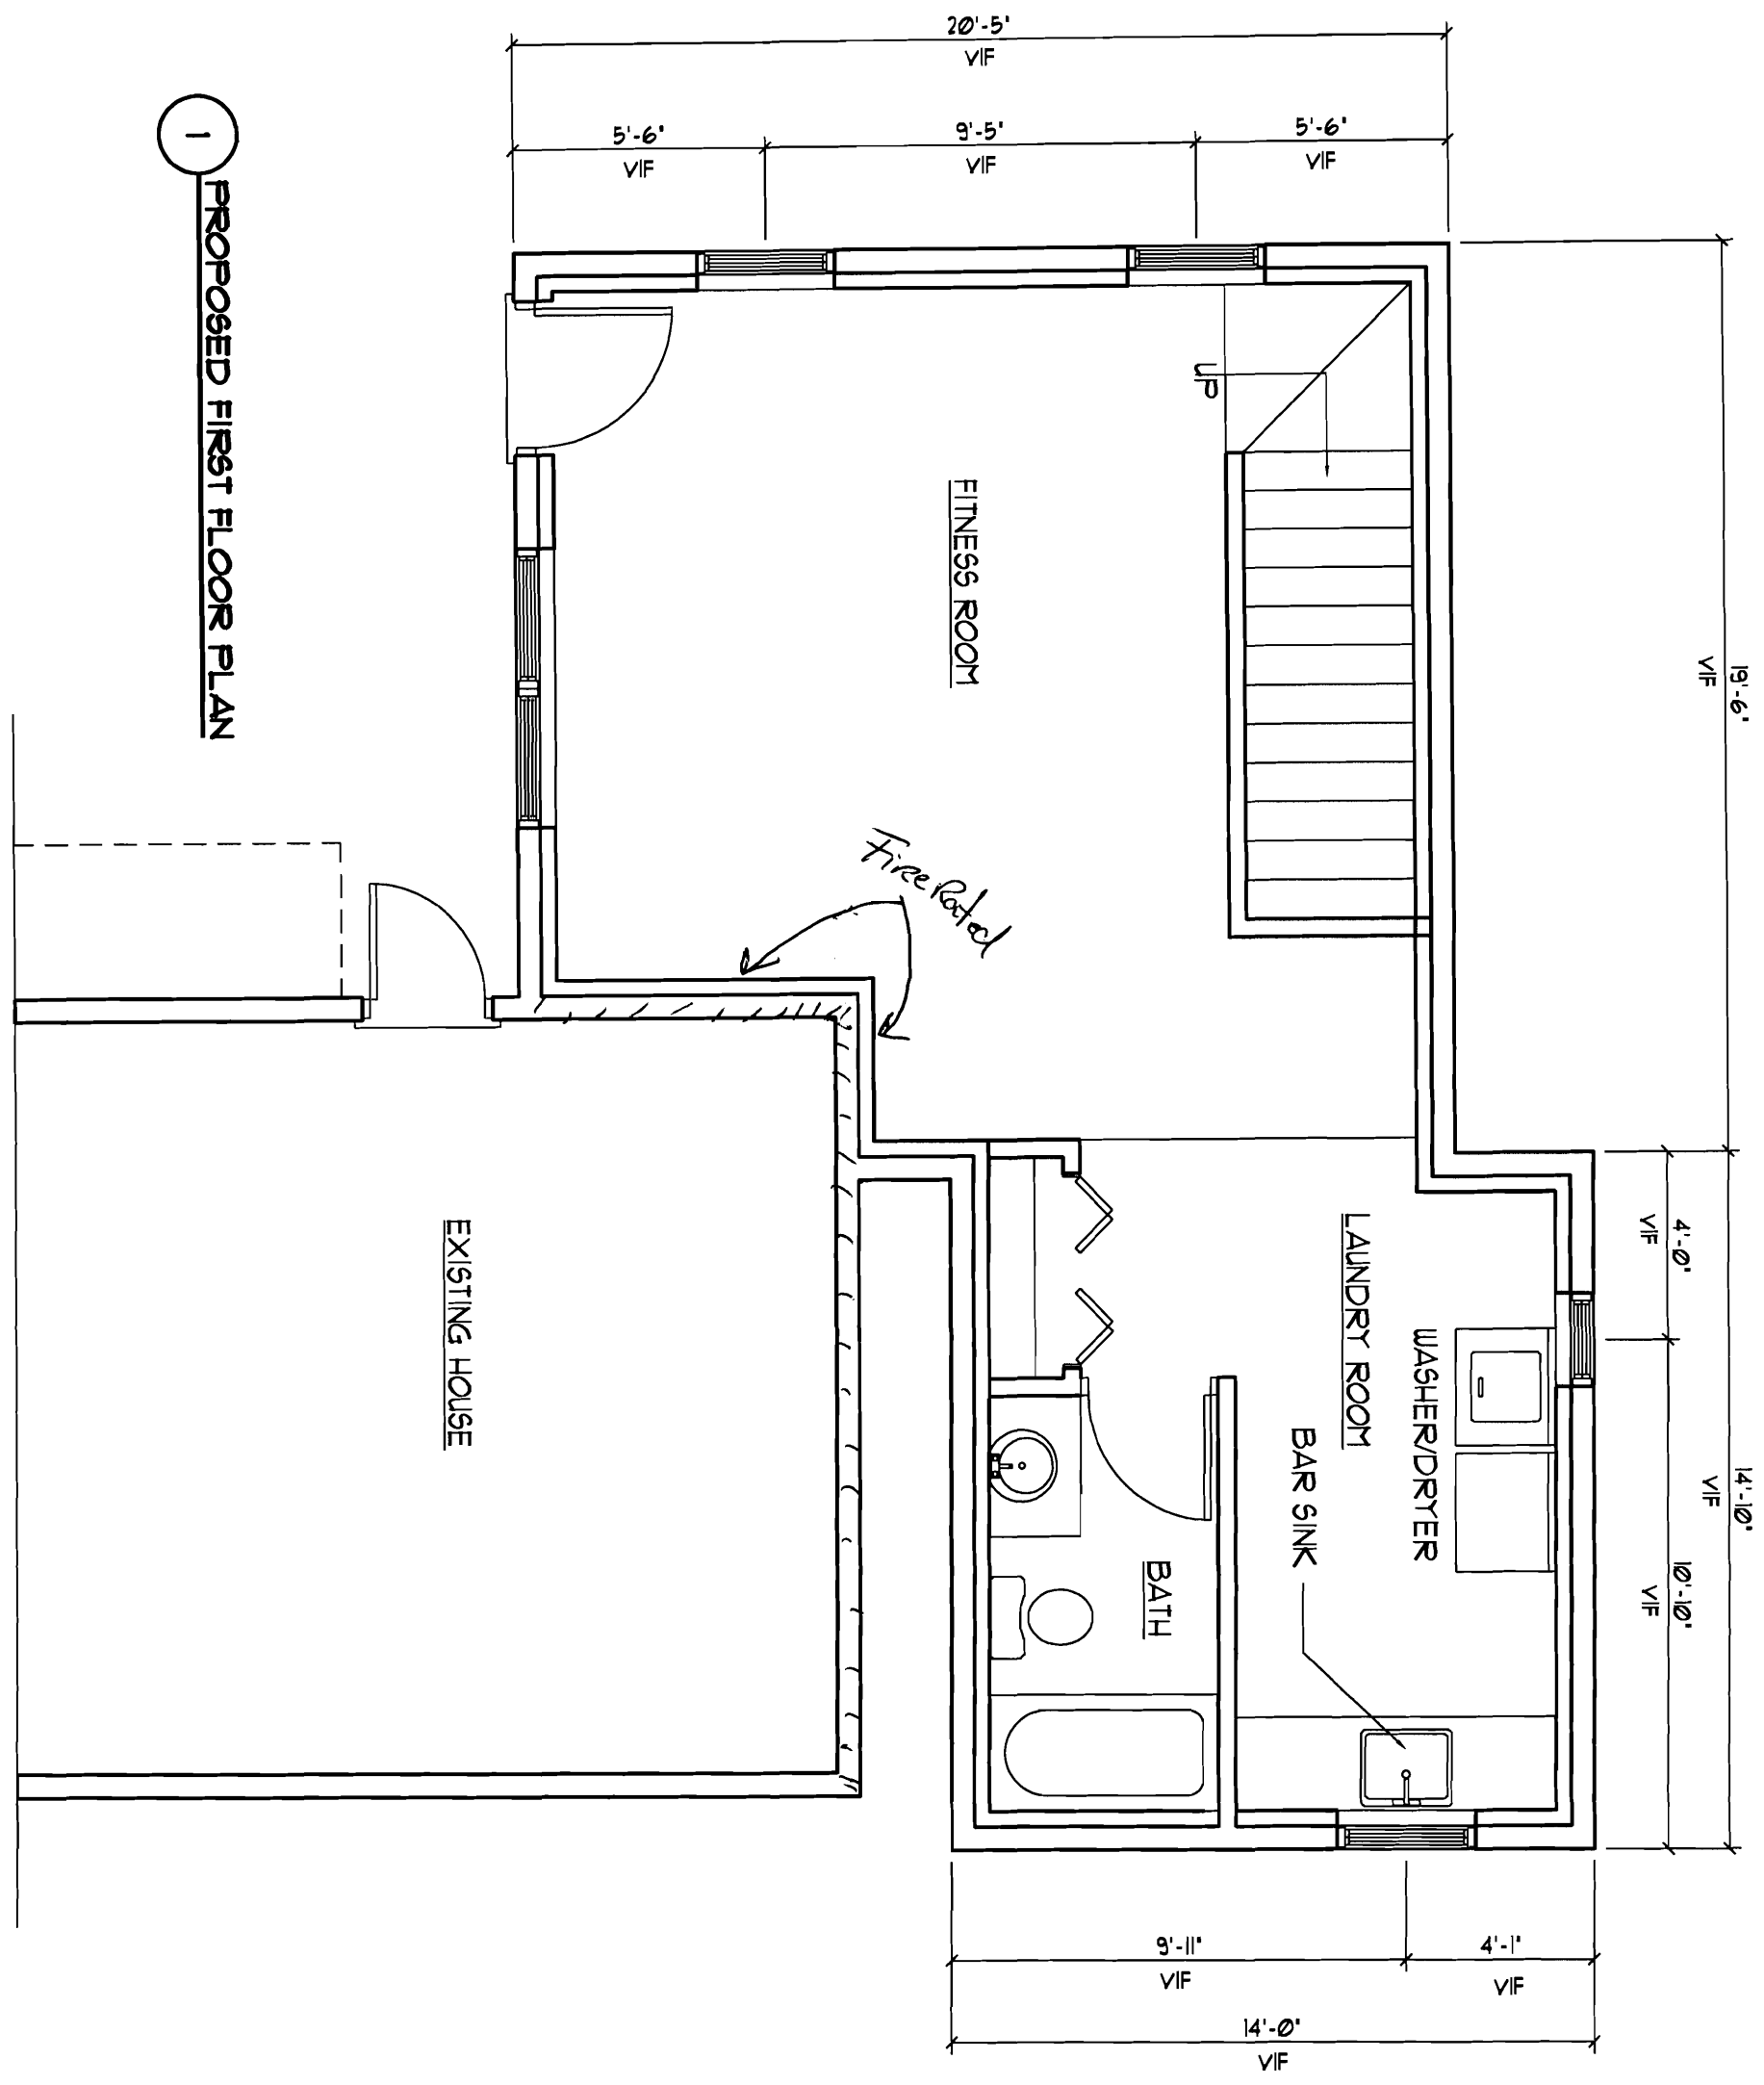 20'-5"
VIF
5'-6"
VIF
9'-5"
VIF
5'-6"
VIF
1
PROPOSED FIRST FLOOR PLAN
19'-6"
VIF
UP
FITNESS ROOM
Fire Rated
EXISTING HOUSE
LAUNDRY ROOM
WASHER/DRYER
BAR SINK
BATH
4'-0"
VIF
14'-10"
VIF
10'-10"
VIF
9'-11"
VIF
4'-1"
VIF
14'-0"
VIF